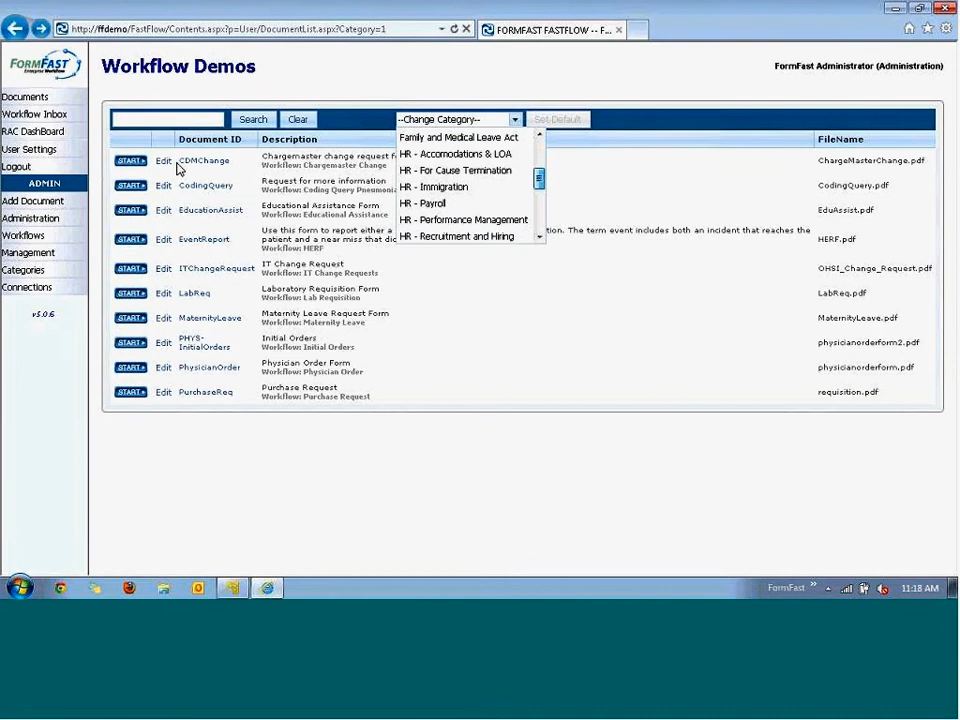 http://ffdemo/FastFlow/Contents.aspx?p=User/DocumentList.aspx?Category=1
FORMFAST FASTFLOW -- F...
FORMFAST
Enterprise Workflow
Workflow Demos
FormFast Administrator (Administration)
Documents
Workflow Inbox
RAC DashBoard
User Settings
Logout
ADMIN
Add Document
Administration
Workflows
Management
Categories
Connections
v5.0.6
Search
Clear
--Change Category--
Set Default
Document ID
Description
FileName
Family and Medical Leave Act
HR - Accomodations & LOA
HR - For Cause Termination
HR - Immigration
HR - Payroll
HR - Performance Management
HR - Recruitment and Hiring
START
Edit
CDMChange
Chargemaster change request f
Workflow: Chargemaster Change
ChargeMasterChange.pdf
START
Edit
CodingQuery
Request for more information
Workflow: Coding Query Pneumoni
CodingQuery.pdf
START
Edit
EducationAssist
Educational Assistance Form
Workflow: Educational Assistance
EduAssist.pdf
START
Edit
EventReport
Use this form to report either a
tion. The term event includes both an incident that reaches the
patient and a near miss that di
Workflow: HERF
HERF.pdf
START
Edit
ITChangeRequest
IT Change Request
Workflow: IT Change Requests
OHSI_Change_Request.pdf
START
Edit
LabReq
Laboratory Requisition Form
Workflow: Lab Requisition
LabReq.pdf
START
Edit
MaternityLeave
Maternity Leave Request Form
Workflow: Maternity Leave
MaternityLeave.pdf
START
Edit
PHYS-
InitialOrders
Initial Orders
Workflow: Initial Orders
physicianorderform2.pdf
START
Edit
PhysicianOrder
Physician Order Form
Workflow: Physician Order
physicianorderform.pdf
START
Edit
PurchaseReq
Purchase Request
Workflow: Purchase Request
requisition.pdf
FormFast
11:18 AM